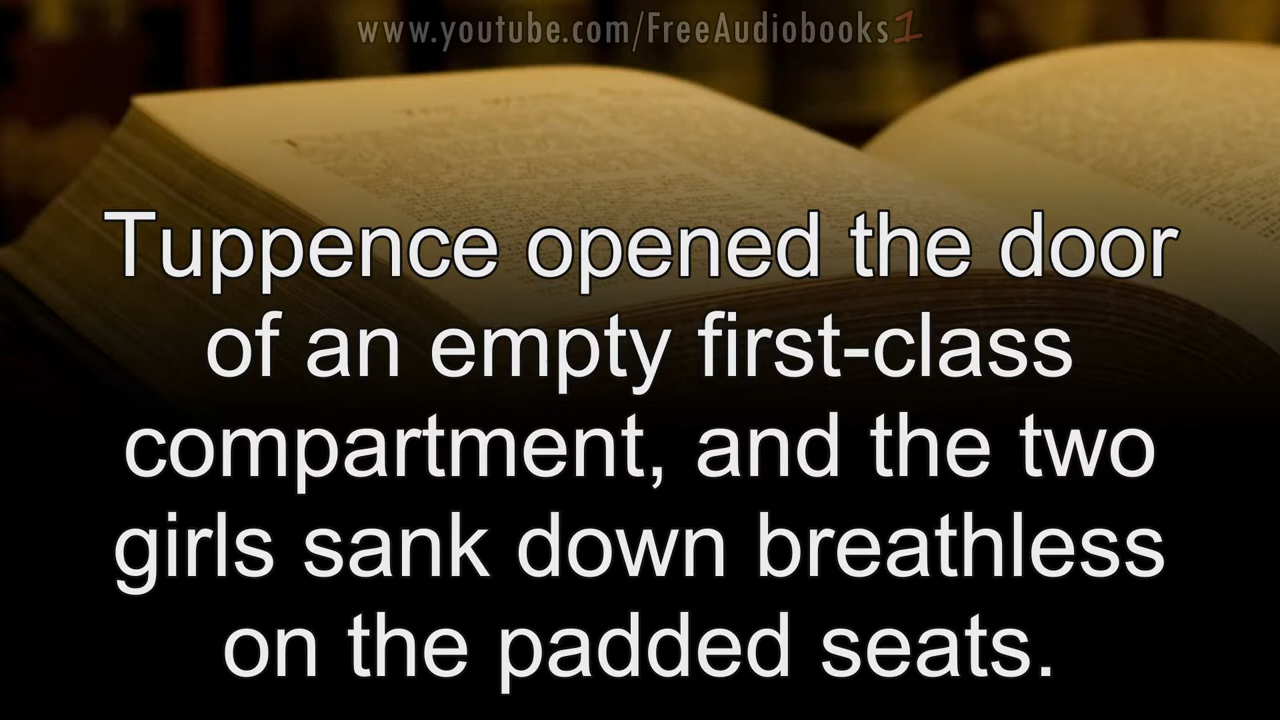 www.youtube.com/FreeAudiobooks1
Tuppence opened the door
of an empty first-class
compartment, and the two
girls sank down breathless
on the padded seats.